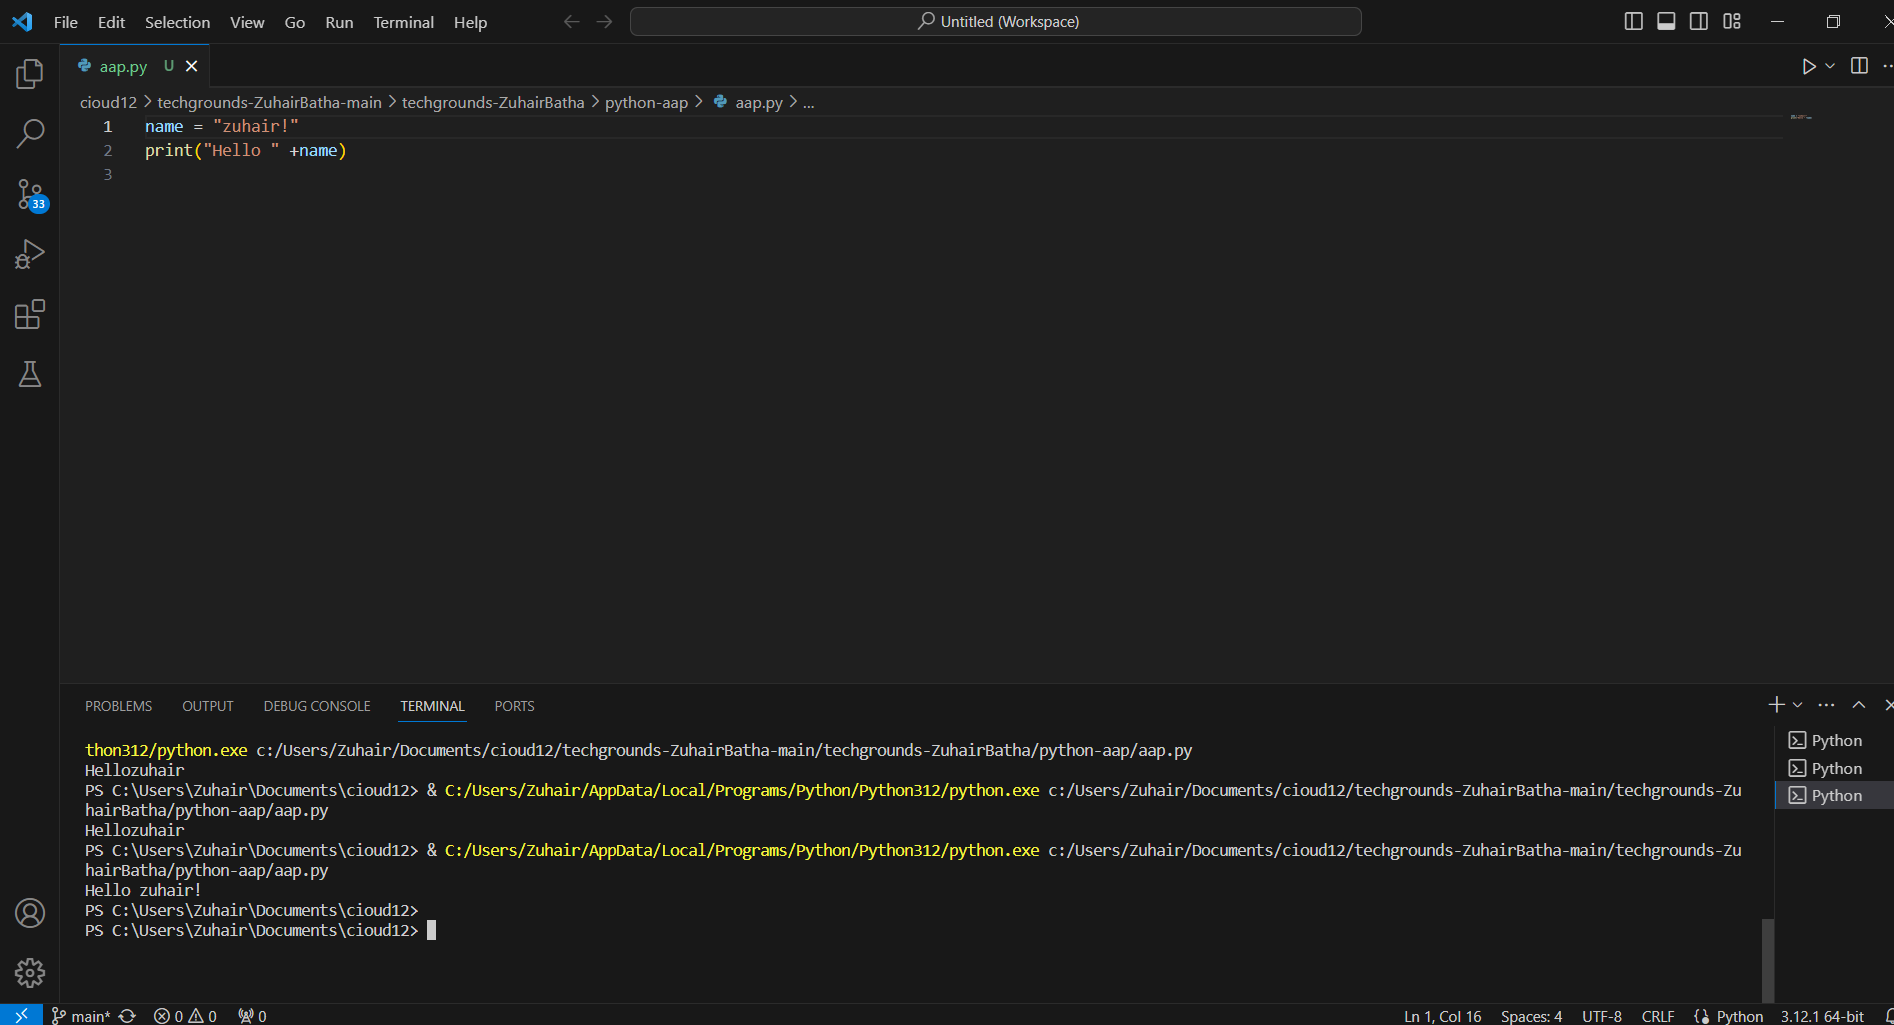 File Edit Selection View Go Run Terminal Help
Untitled (Workspace)
aap.py U
cioud12 > techgrounds-ZuhairBatha-main > techgrounds-ZuhairBatha > python-aap > aap.py > ...
1 name = "zuhair!"
2 print("Hello " +name)
3
33
PROBLEMS OUTPUT DEBUG CONSOLE TERMINAL PORTS
thon312/python.exe c:/Users/Zuhair/Documents/cioud12/techgrounds-ZuhairBatha-main/techgrounds-ZuhairBatha/python-aap/aap.py
Hellozuhair
PS C:\Users\Zuhair\Documents\cioud12> & C:/Users/Zuhair/AppData/Local/Programs/Python/Python312/python.exe c:/Users/Zuhair/Documents/cioud12/techgrounds-ZuhairBatha-main/techgrounds-Zu
hairBatha/python-aap/aap.py
Hellozuhair
PS C:\Users\Zuhair\Documents\cioud12> & C:/Users/Zuhair/AppData/Local/Programs/Python/Python312/python.exe c:/Users/Zuhair/Documents/cioud12/techgrounds-ZuhairBatha-main/techgrounds-Zu
hairBatha/python-aap/aap.py
Hello zuhair!
PS C:\Users\Zuhair\Documents\cioud12>
PS C:\Users\Zuhair\Documents\cioud12>
Python
Python
Python
main* 0 0 0 Ln 1, Col 16 Spaces: 4 UTF-8 CRLF Python 3.12.1 64-bit